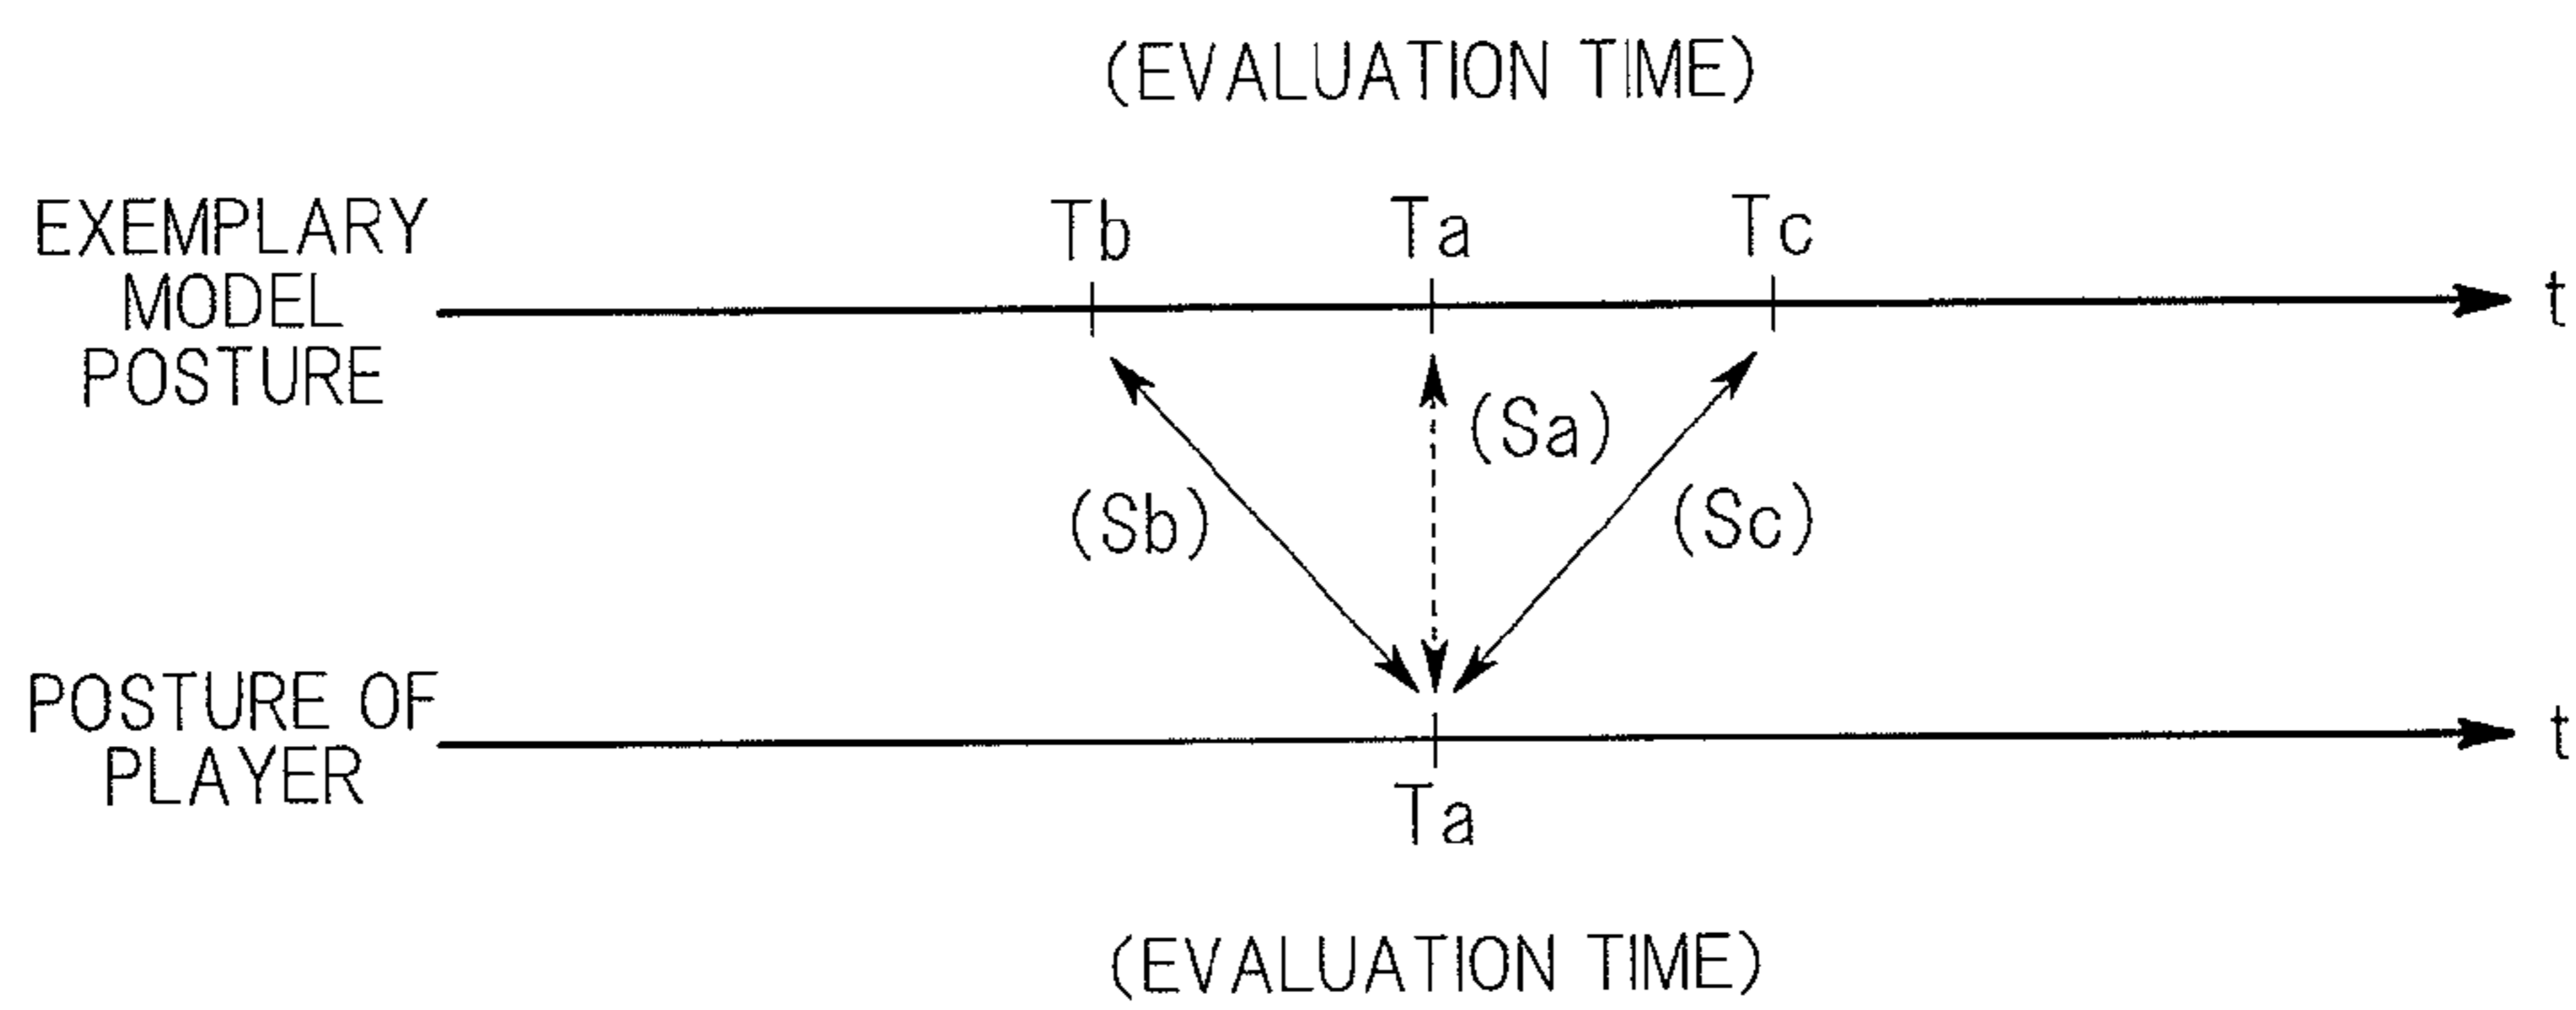 (EVALUATION TIME)
EXEMPLARY
MODEL
POSTURE
Tb
Ta
Tc
t
(Sa)
(Sb)
(Sc)
POSTURE OF
PLAYER
t
Ta
(EVALUATION TIME)